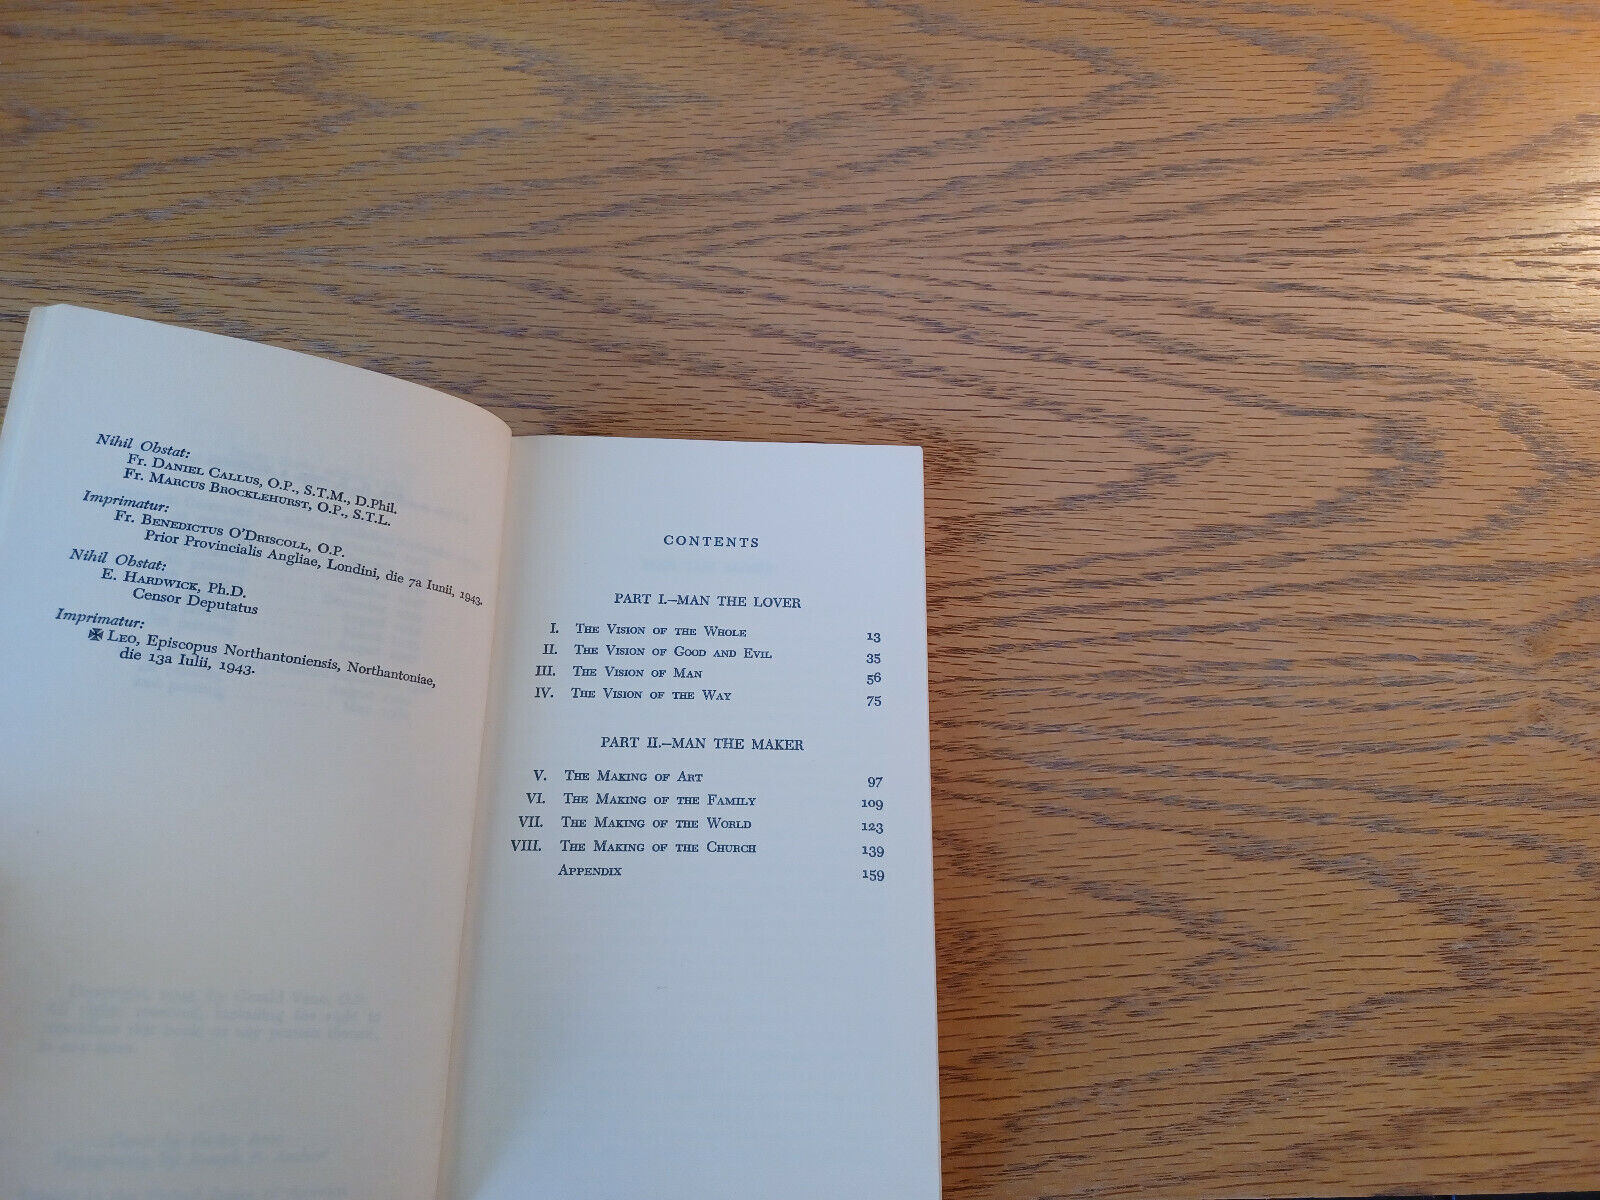 Nihil Obstat:
Fr. Daniel Callus, O.P., S.T.M., D.Phil.
Fr. Marcus Brocklehurst, O.P., S.T.L.
Imprimatur:
Fr. Benedictus O'Driscoll, O.P.
Prior Provincialis Angliae, Londini, die 7a Iunii, 1943.
Nihil Obstat:
E. Hardwick, Ph.D.
Censor Deputatus
Imprimatur:
✠ Leo, Episcopus Northantoniensis, Northantoniae,
die 13a Iulii, 1943.
CONTENTS
PART I.—MAN THE LOVER
I. The Vision of the Whole 13
II. The Vision of Good and Evil 35
III. The Vision of Man 56
IV. The Vision of the Way 75
PART II.—MAN THE MAKER
V. The Making of Art 97
VI. The Making of the Family 109
VII. The Making of the World 123
VIII. The Making of the Church 139
Appendix 159